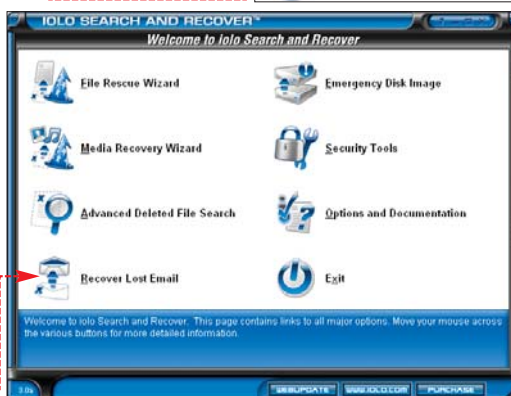 IOLO SEARCH AND RECOVER™
Welcome to iolo Search and Recover
File Rescue Wizard
Emergency Disk Image
Media Recovery Wizard
Security Tools
Advanced Deleted File Search
Options and Documentation
Recover Lost Email
Exit
Welcome to iolo Search and Recover. This page contains links to all major options. Move your mouse across
the various buttons for more detailed information.
WEBUPDATE WWW.IOLO.COM PURCHASE